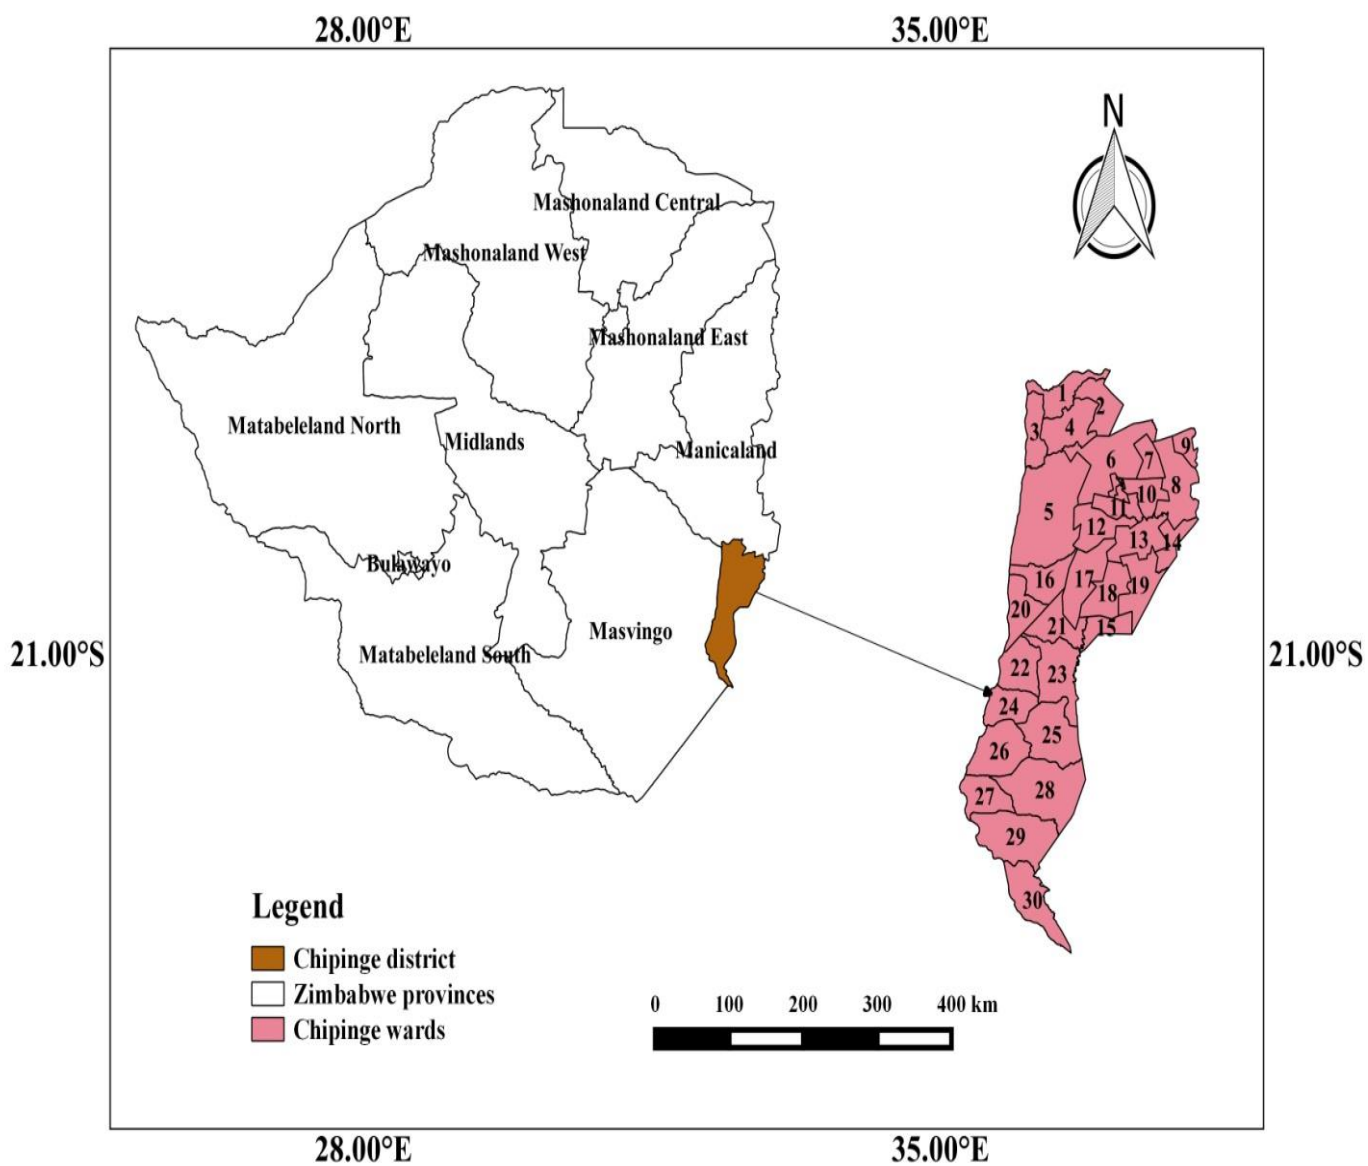 28.00°E 35.00°E
N
Mashonaland Central
Mashonaland West
Mashonaland East
Matabeleland North
Midlands
Manicaland
Bulawayo
Masvingo
Matabeleland South
21.00°S 21.00°S
1
2
3
4
5
6
7
9
8
10
11
12
13
14
16
17
18
19
20
21
15
22
23
24
25
26
27
28
29
30
Legend
Chipinge district
Zimbabwe provinces
Chipinge wards
0 100 200 300 400 km
28.00°E 35.00°E